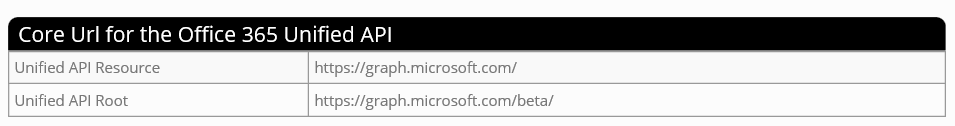 Core Url for the Office 365 Unified API
Unified API Resource https://graph.microsoft.com/
Unified API Root https://graph.microsoft.com/beta/